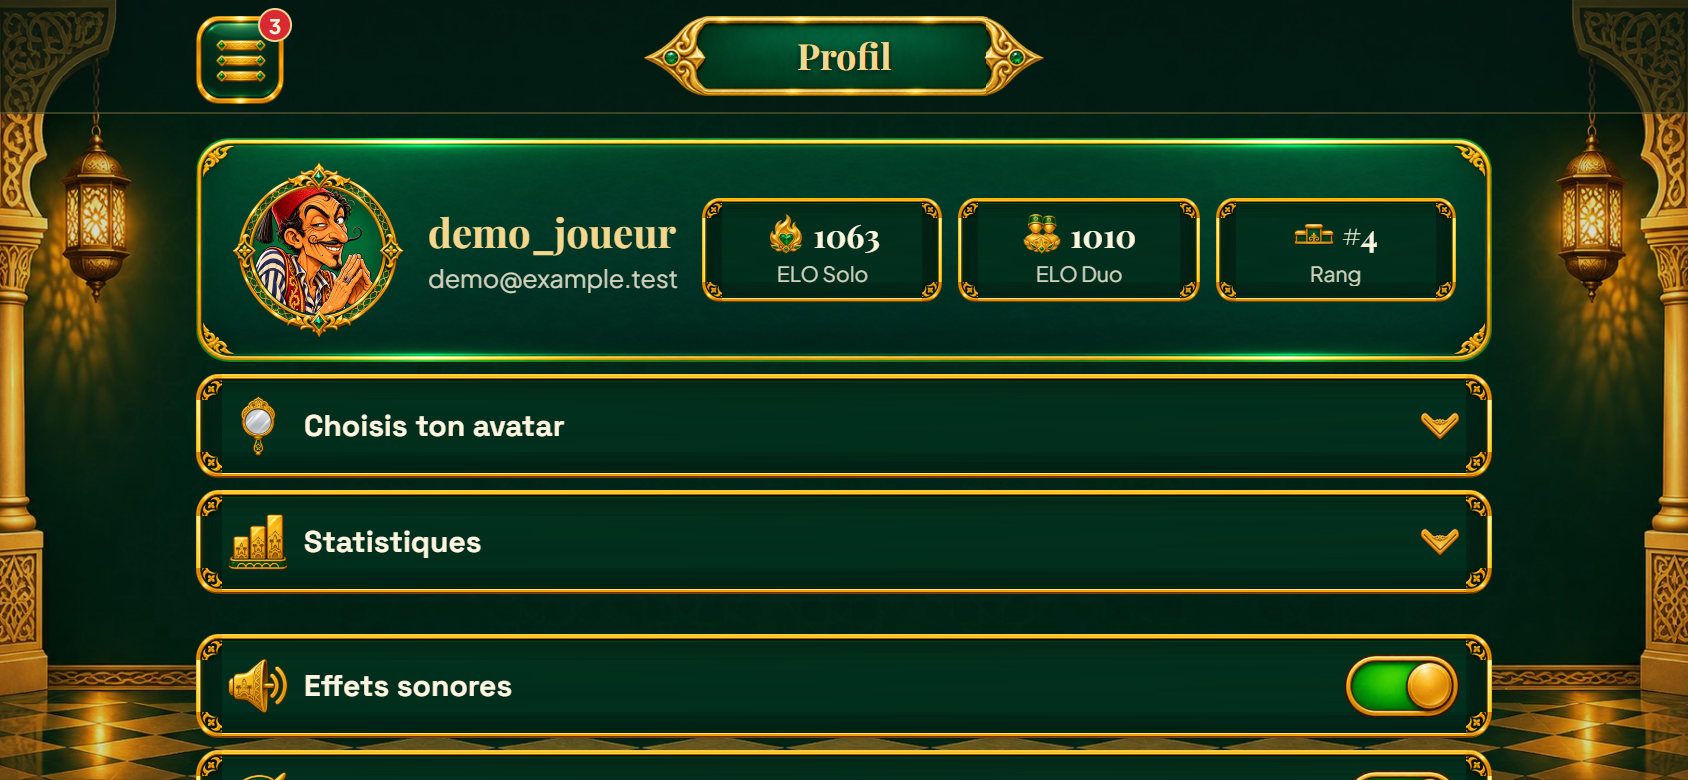 3
Profil
demo_joueur
demo@example.test
1063
ELO Solo
1010
ELO Duo
#4
Rang
Choisis ton avatar
Statistiques
Effets sonores